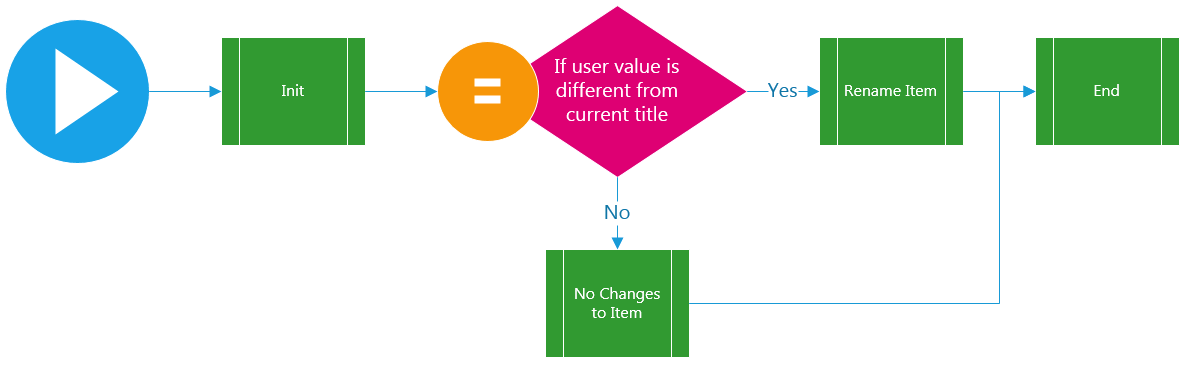 Init
If user value is
different from
current title
Yes
Rename Item
End
No
No Changes
to Item